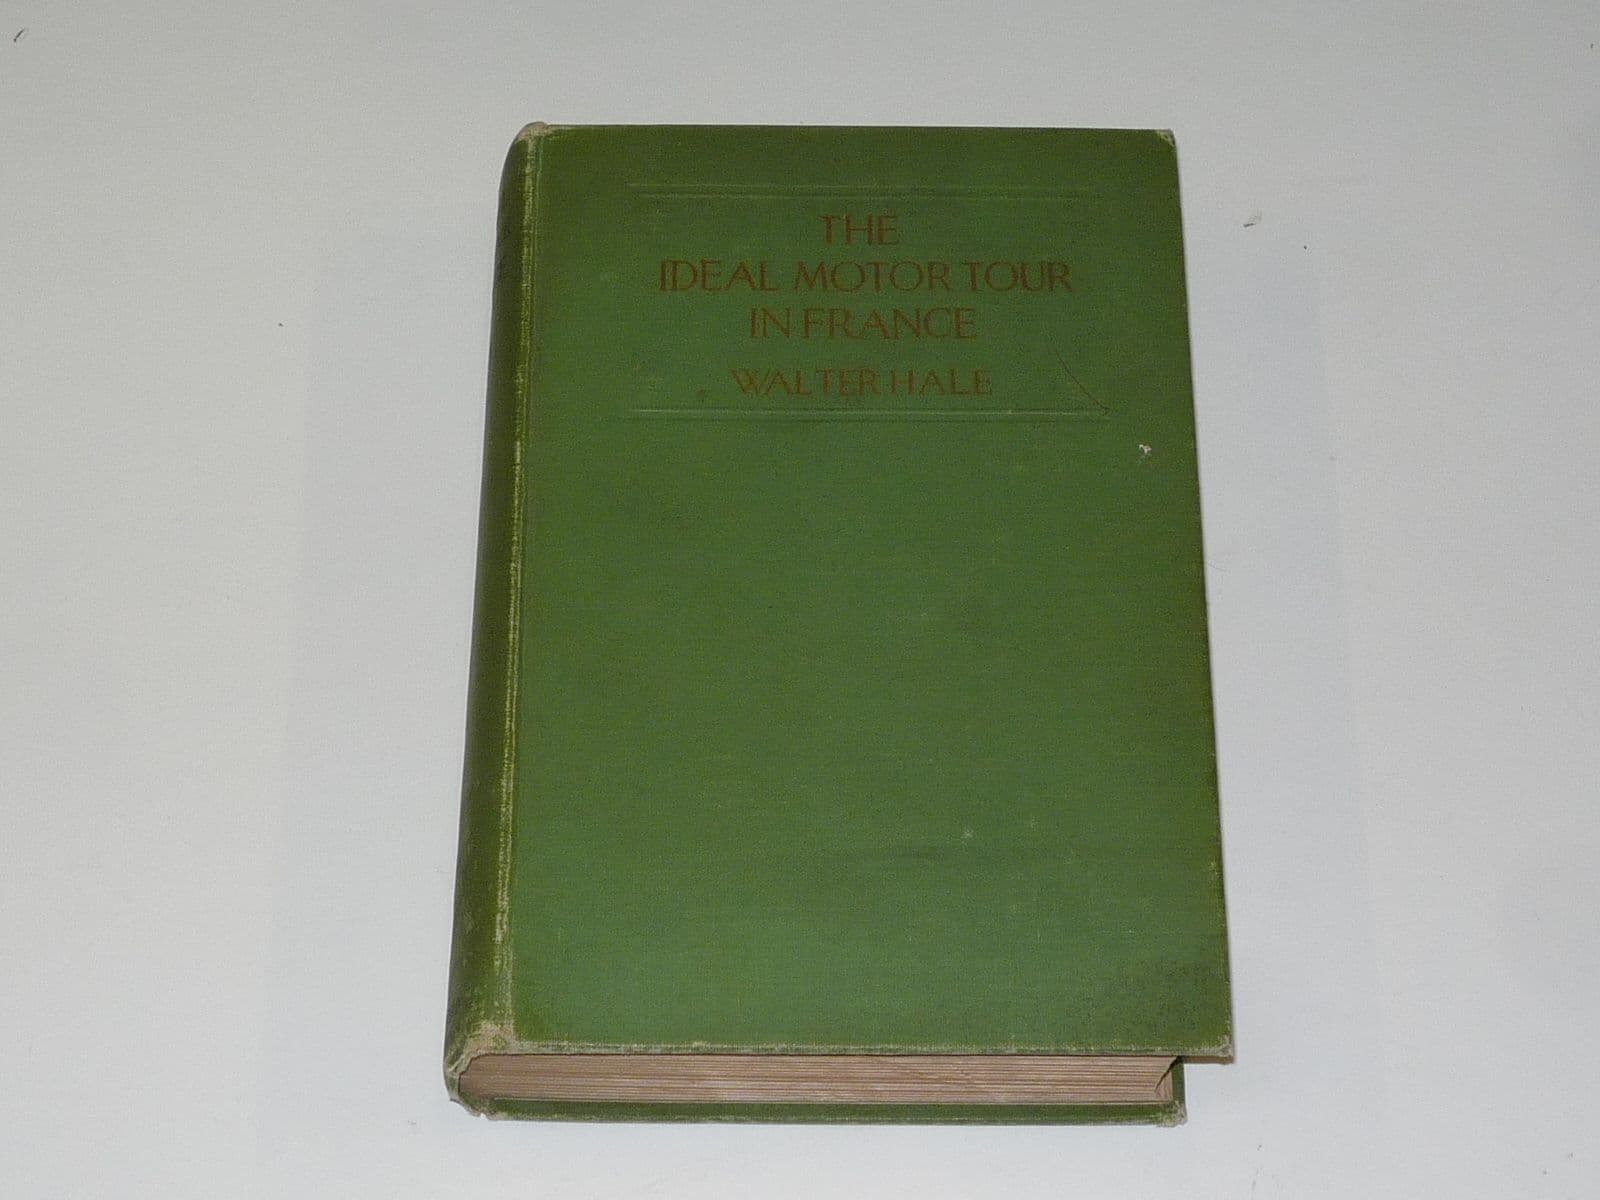 THE
IDEAL MOTOR TOUR
IN FRANCE
WALTER HALE